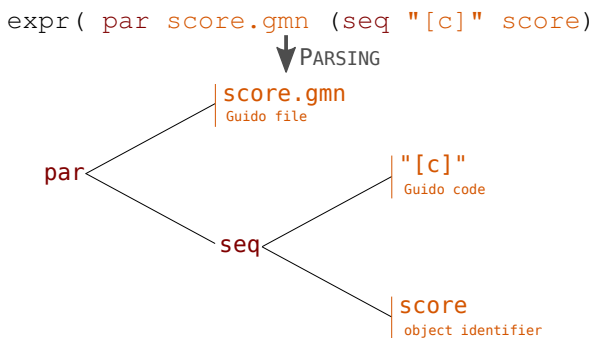 expr( par score.gmn (seq "[c]" score)
PARSING
score.gmn
Guido file
par
"[c]"
Guido code
seq
score
object identifier